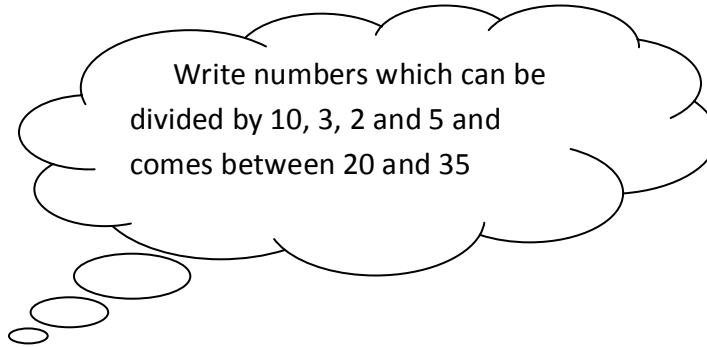 Write numbers which can be
divided by 10, 3, 2 and 5 and
comes between 20 and 35